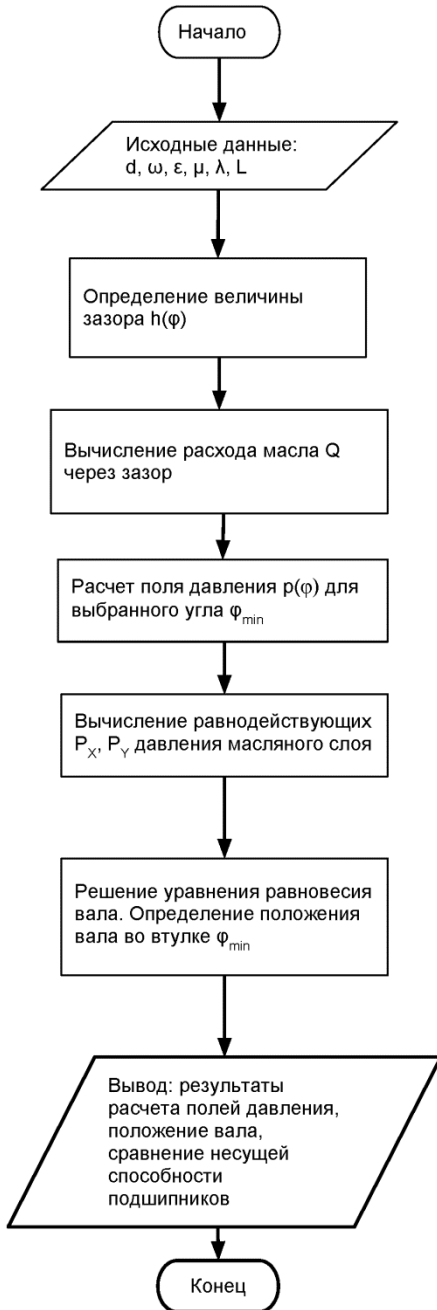 Начало
Исходные данные:
d, ω, ε, μ, λ, L
Определение величины
зазора h(φ)
Вычисление расхода масла Q
через зазор
Расчет поля давления p(φ) для
выбранного угла φmin
Вычисление равнодействующих
PX, PY давления масляного слоя
Решение уравнения равновесия
вала. Определение положения
вала во втулке φmin
Вывод: результаты
расчета полей давления,
положение вала,
сравнение несущей
способности
подшипников
Конец